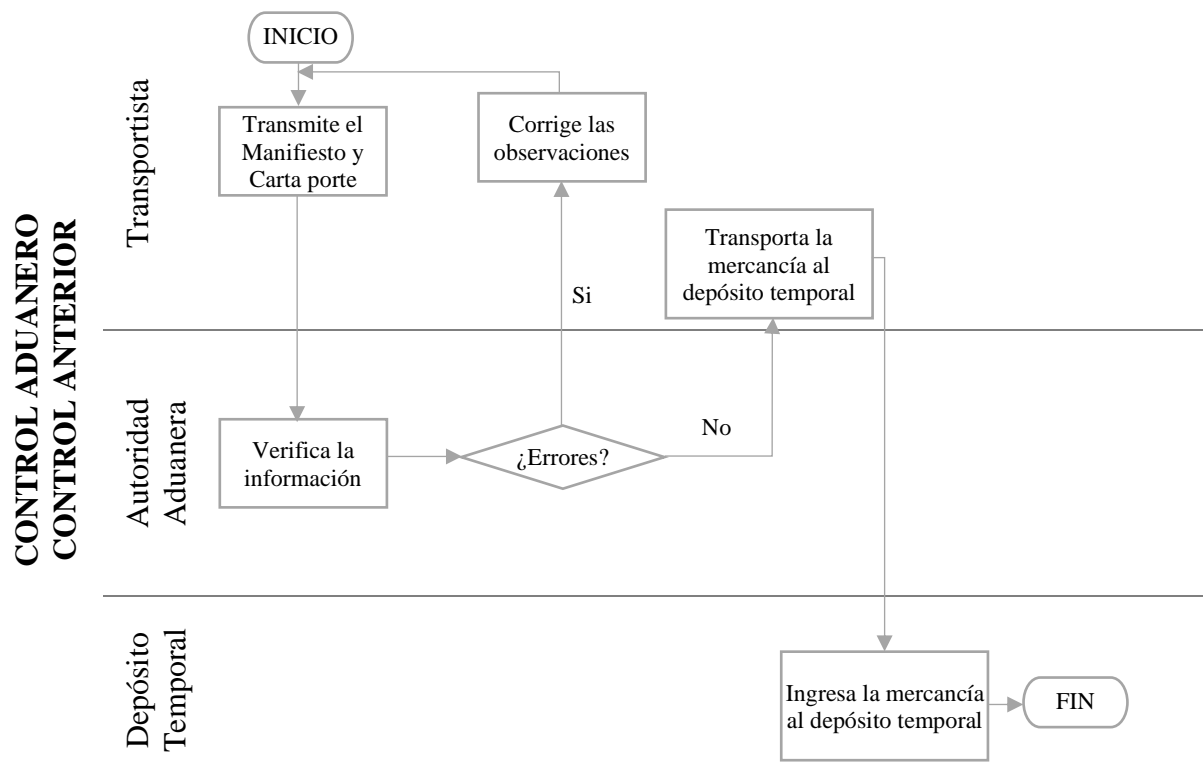 CONTROL ADUANERO
CONTROL ANTERIOR
Transportista
INICIO
Transmite el
Manifiesto y
Carta porte
Corrige las
observaciones
Transporta la
mercancía al
depósito temporal
Si
Autoridad
Aduanera
Verifica la
información
¿Errores?
No
Depósito
Temporal
Ingresa la mercancía
al depósito temporal
FIN